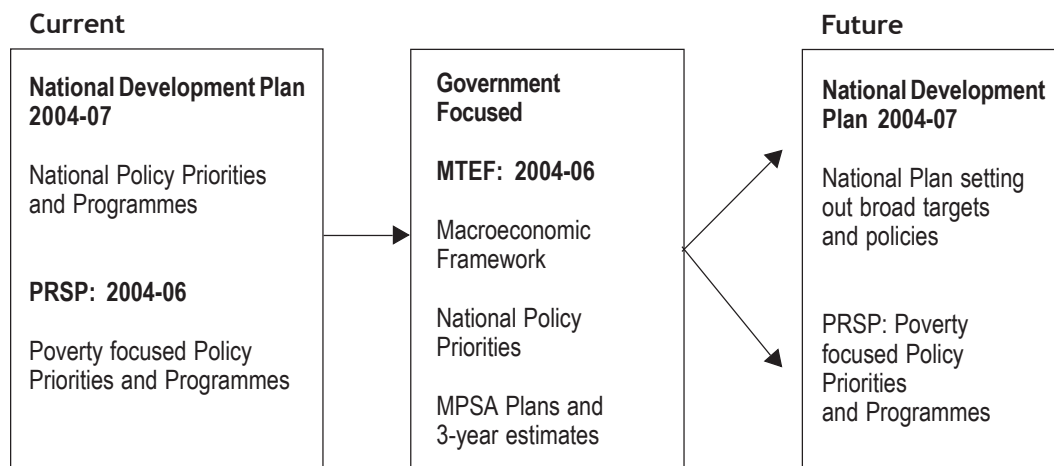 Current
National Development Plan
2004-07
National Policy Priorities
and Programmes
PRSP: 2004-06
Poverty focused Policy
Priorities and Programmes
Government
Focused
MTEF: 2004-06
Macroeconomic
Framework
National Policy
Priorities
MPSA Plans and
3-year estimates
Future
National Development
Plan 2004-07
National Plan setting
out broad targets
and policies
PRSP: Poverty
focused Policy
Priorities
and Programmes